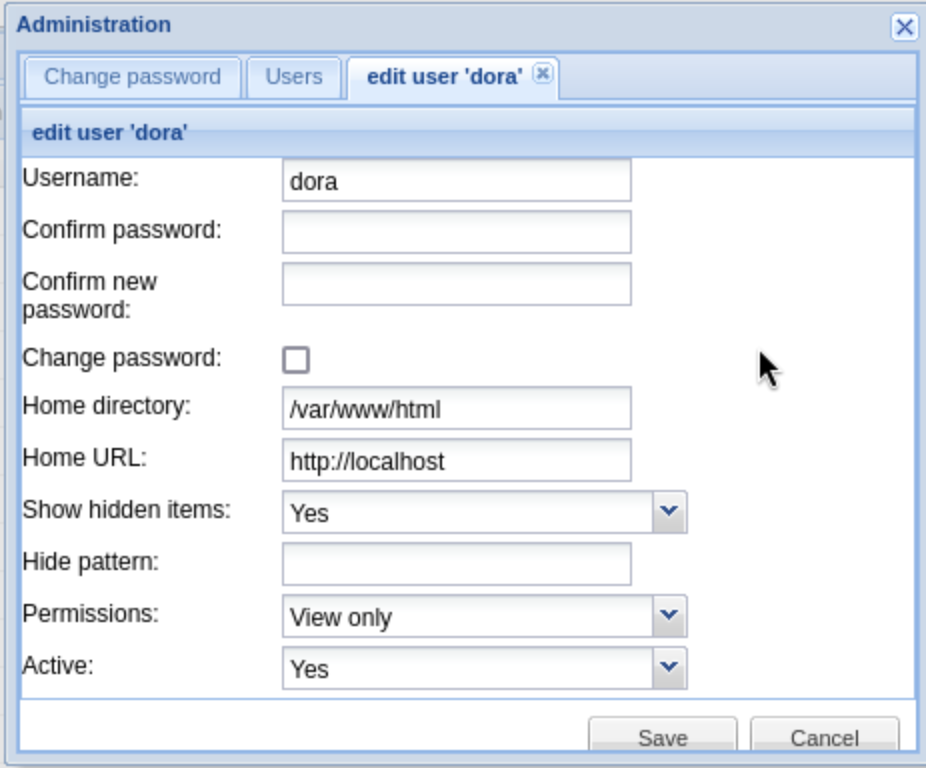 Administration
Change password Users edit user 'dora'
edit user 'dora'
Username: dora
Confirm password:
Confirm new
password:
Change password:
Home directory: /var/www/html
Home URL: http://localhost
Show hidden items: Yes
Hide pattern:
Permissions: View only
Active: Yes
Save Cancel